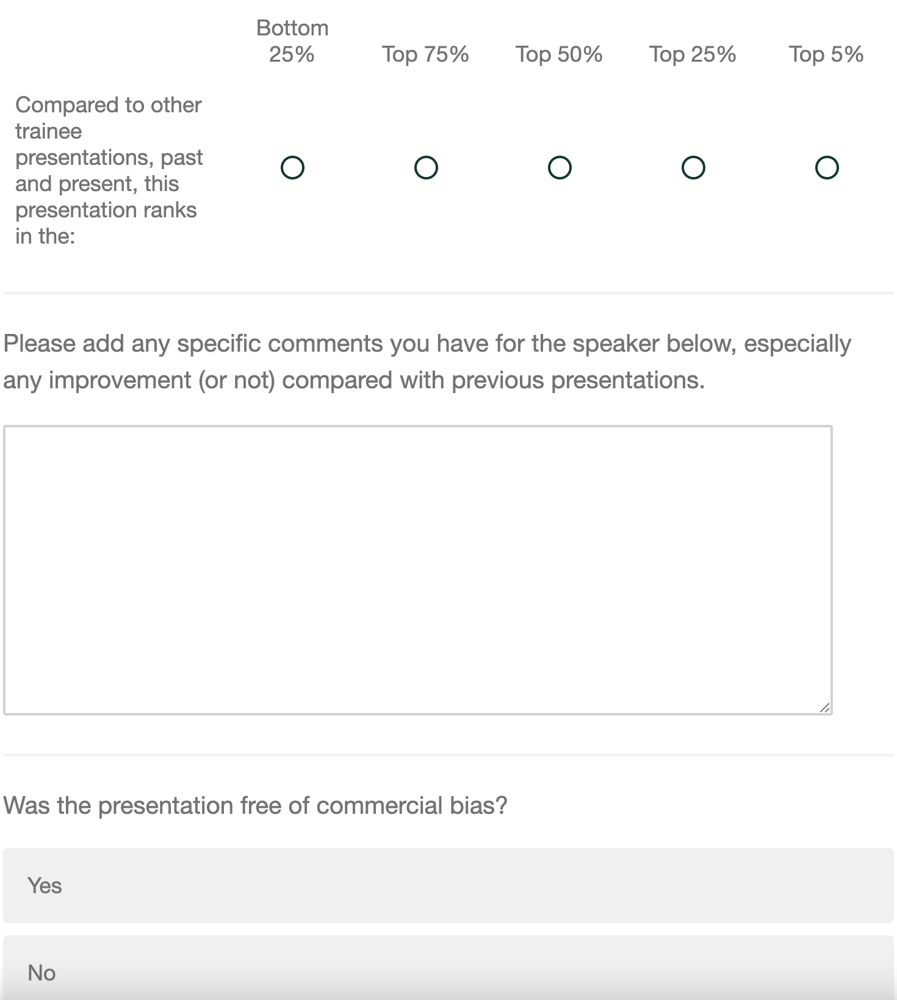 Bottom
25%
Top 75%
Top 50%
Top 25%
Top 5%
Compared to other
trainee
presentations, past
and present, this
presentation ranks
in the:
Please add any specific comments you have for the speaker below, especially
any improvement (or not) compared with previous presentations.
Was the presentation free of commercial bias?
Yes
No